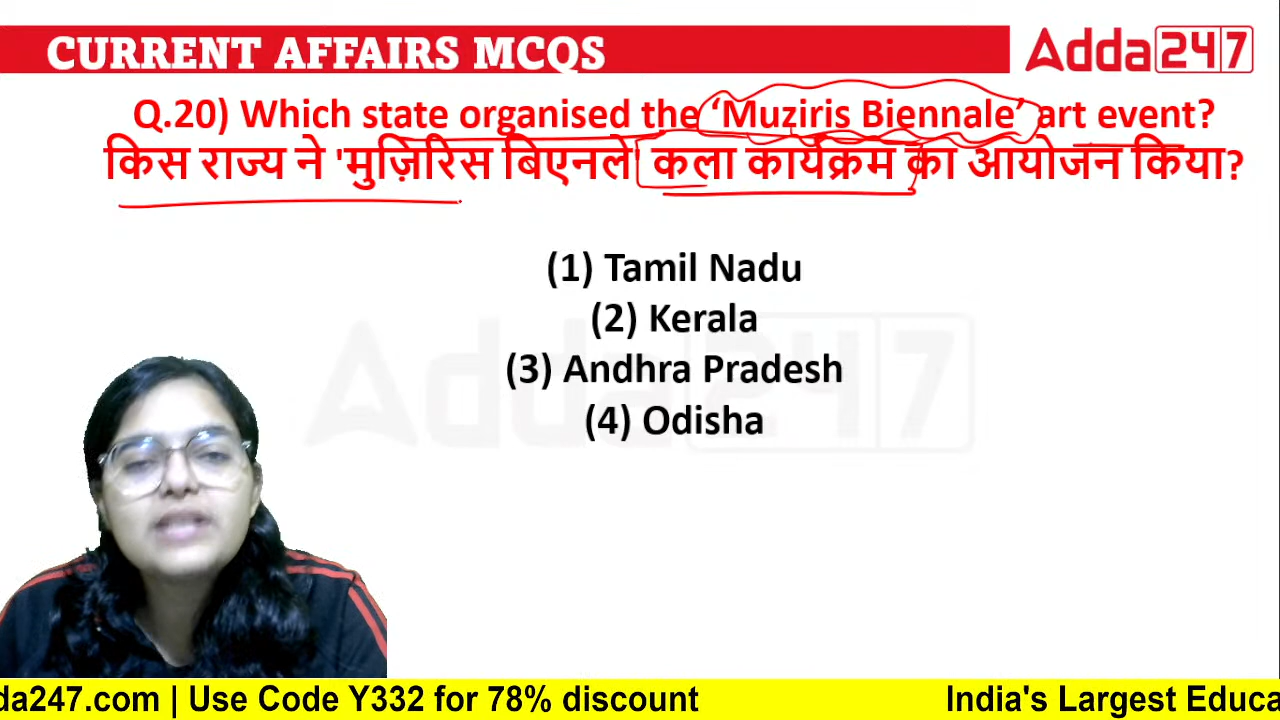 CURRENT AFFAIRS MCQS
Adda247
Q.20) Which state organised the ‘Muziris Biennale’ art event?
किस राज्य ने 'मुज़िरिस बिएनले' कला कार्यक्रम का आयोजन किया?
(1) Tamil Nadu
(2) Kerala
(3) Andhra Pradesh
(4) Odisha
Adda247
da247.com | Use Code Y332 for 78% discount
India's Largest Educa